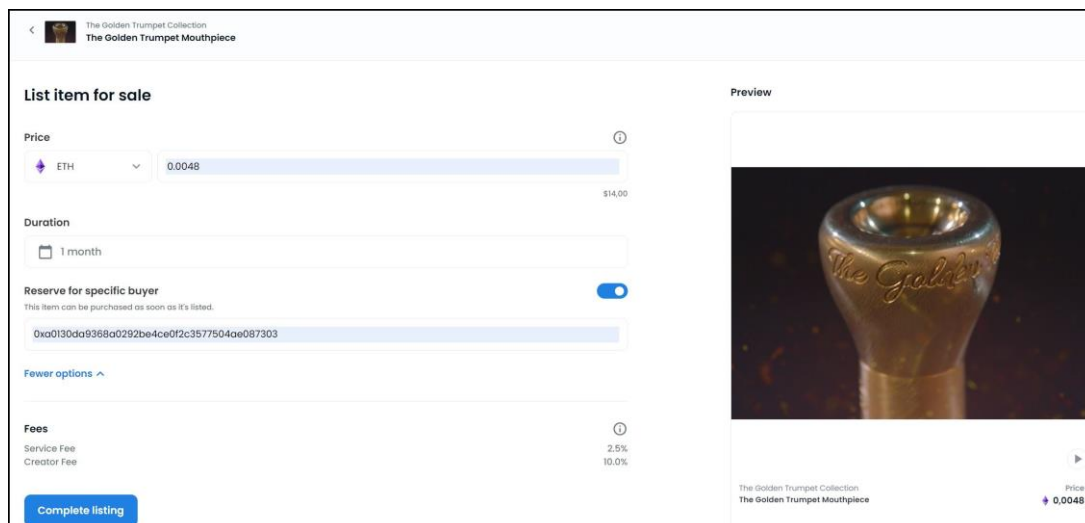 The Golden Trumpet Collection
The Golden Trumpet Mouthpiece
List item for sale
Price
ETH
0.0048
$14,00
Duration
1 month
Reserve for specific buyer
This item can be purchased as soon as it's listed.
0xa0130da9368a0292be4ce0f2c3577504ae087303
Fewer options
Fees
Service Fee 2.5%
Creator Fee 10.0%
Complete listing
Preview
The Golden
The Golden Trumpet Collection
Price
The Golden Trumpet Mouthpiece
0,0048